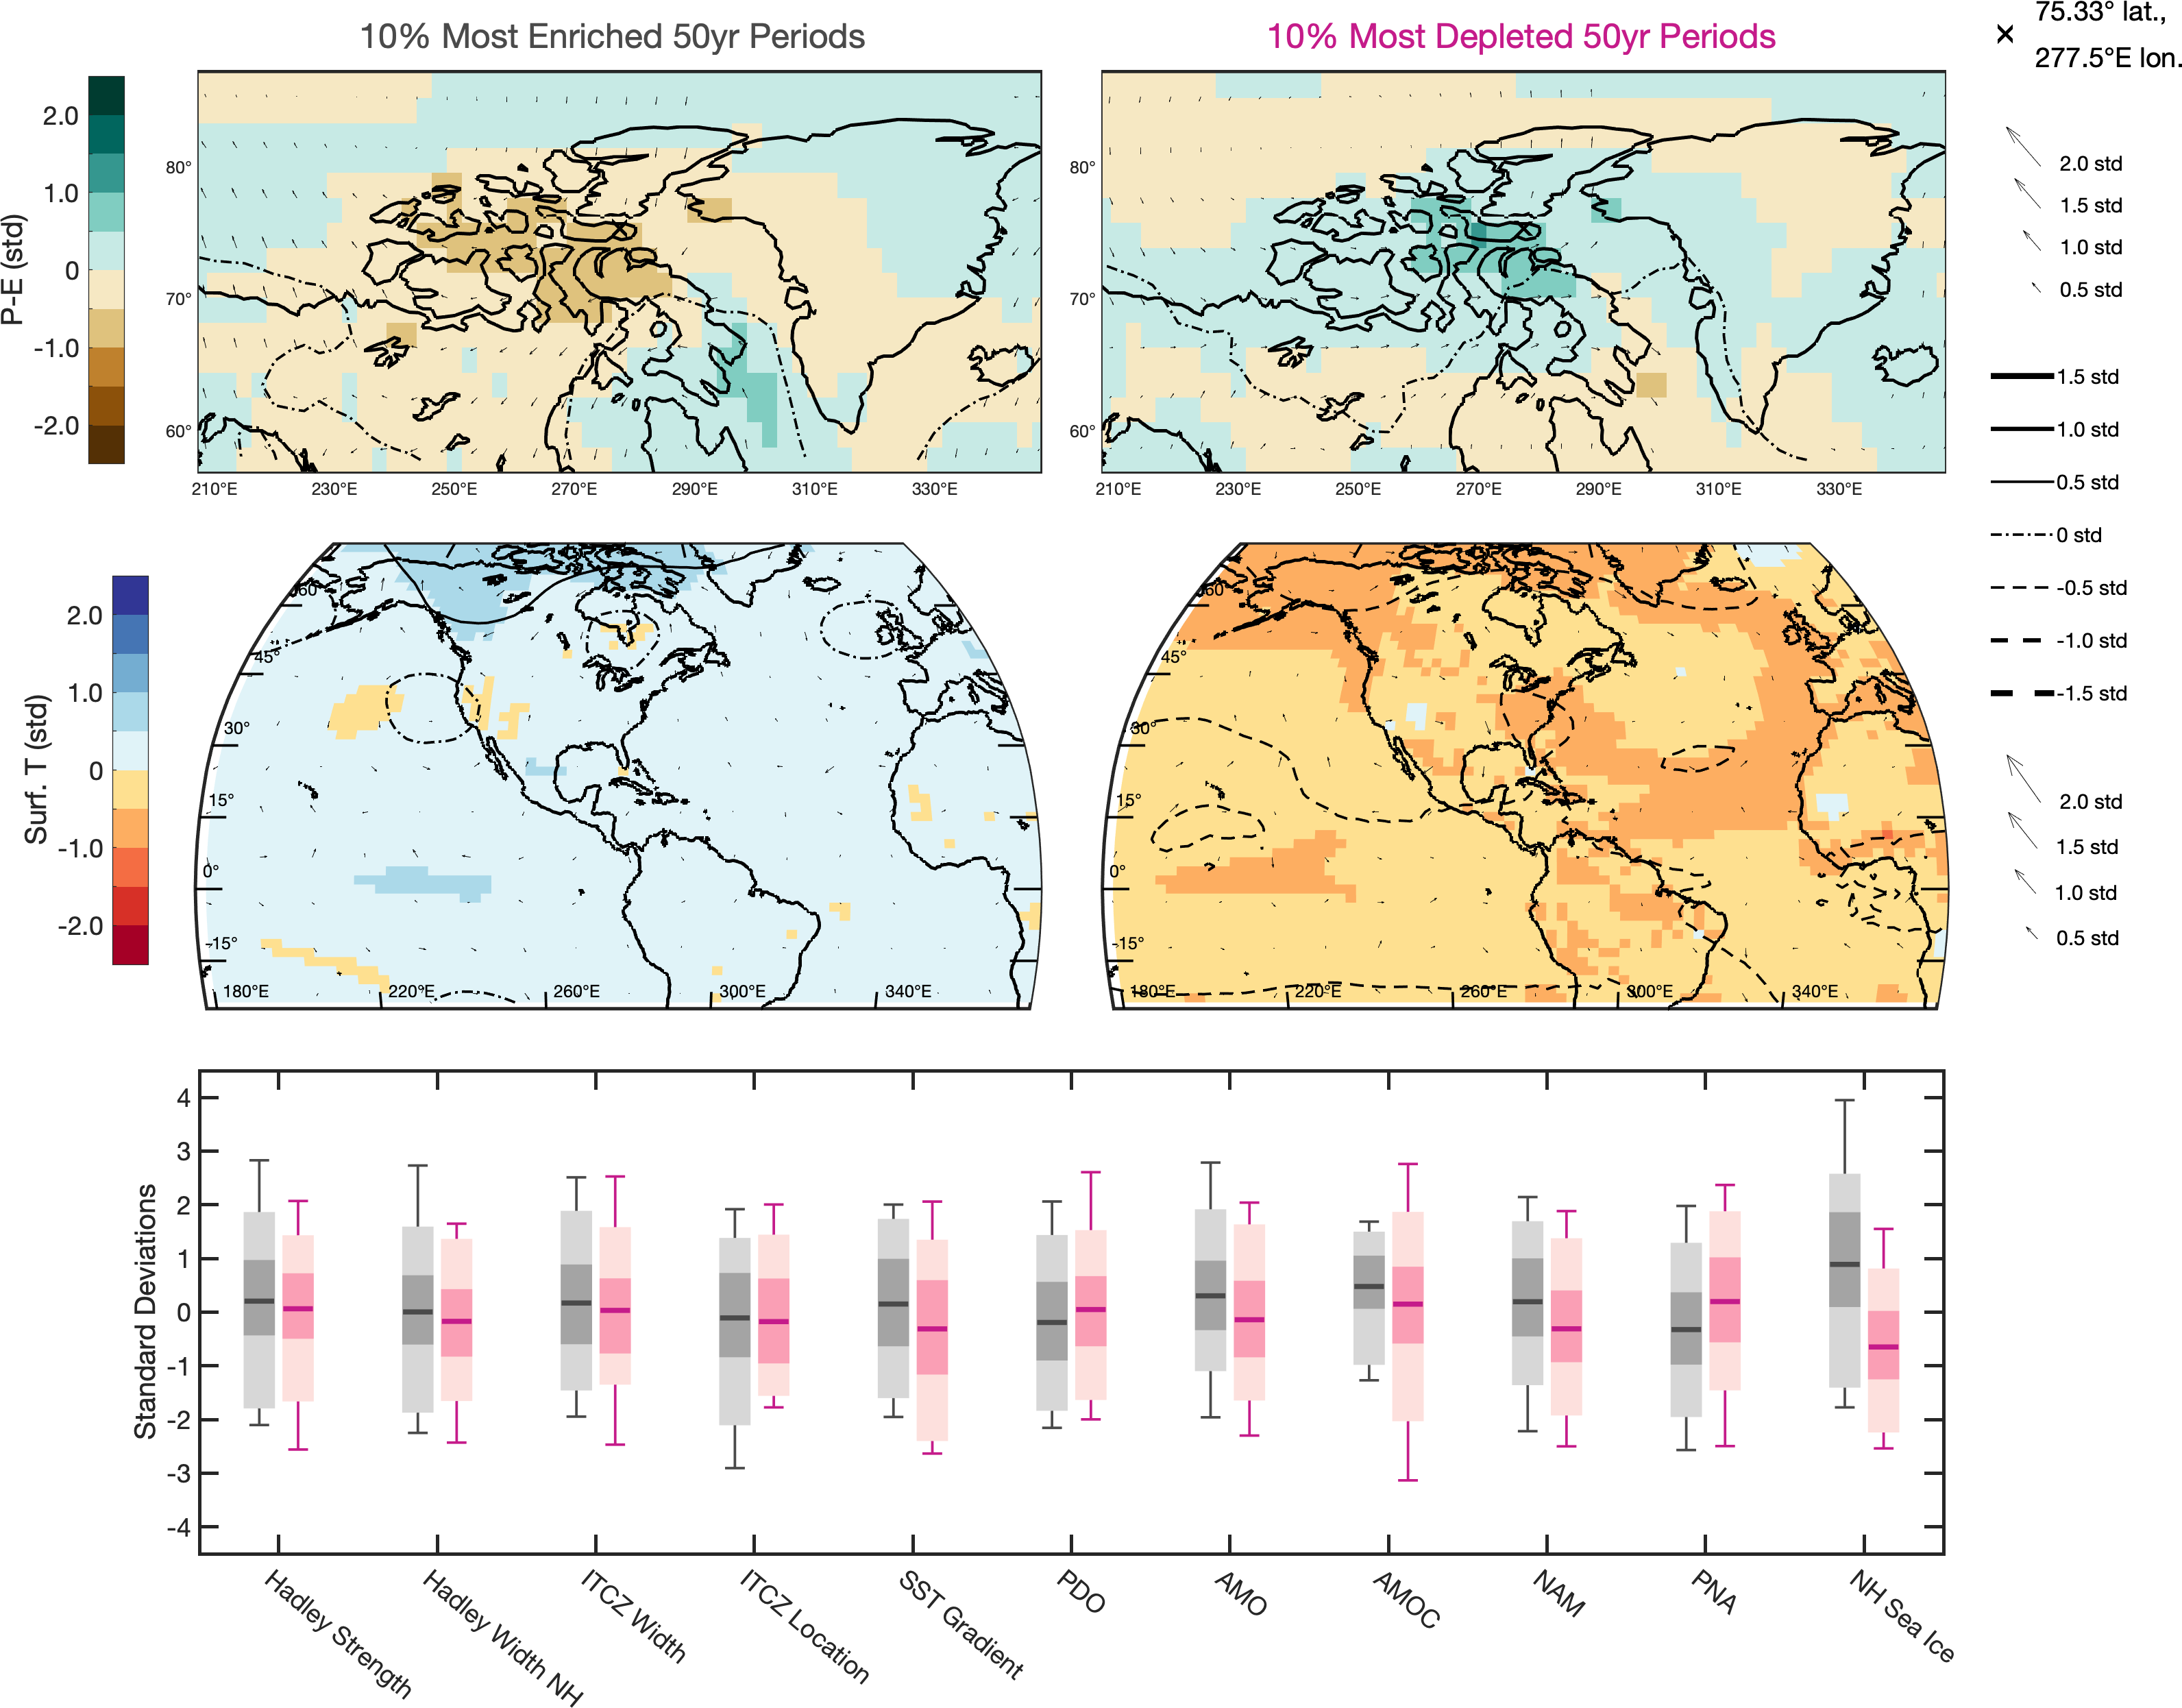 10% Most Enriched 50yr Periods
10% Most Depleted 50yr Periods
× 75.33° lat.,
277.5°E lon.
P-E (std)
2.0
1.0
0
-1.0
-2.0
80°
70°
60°
210°E 230°E 250°E 270°E 290°E 310°E 330°E
80°
70°
60°
210°E 230°E 250°E 270°E 290°E 310°E 330°E
2.0 std
1.5 std
1.0 std
0.5 std
1.5 std
1.0 std
0.5 std
0 std
-0.5 std
-1.0 std
-1.5 std
Surf. T (std)
2.0
1.0
0
-1.0
-2.0
60°
45°
30°
15°
0°
-15°
180°E 220°E 260°E 300°E 340°E
60°
45°
30°
15°
0°
-15°
180°E 220°E 260°E 300°E 340°E
2.0 std
1.5 std
1.0 std
0.5 std
Standard Deviations
4
3
2
1
0
-1
-2
-3
-4
Hadley Strength
Hadley Width NH
ITCZ Width
ITCZ Location
SST Gradient
PDO
AMO
AMOC
NAM
PNA
NH Sea Ice